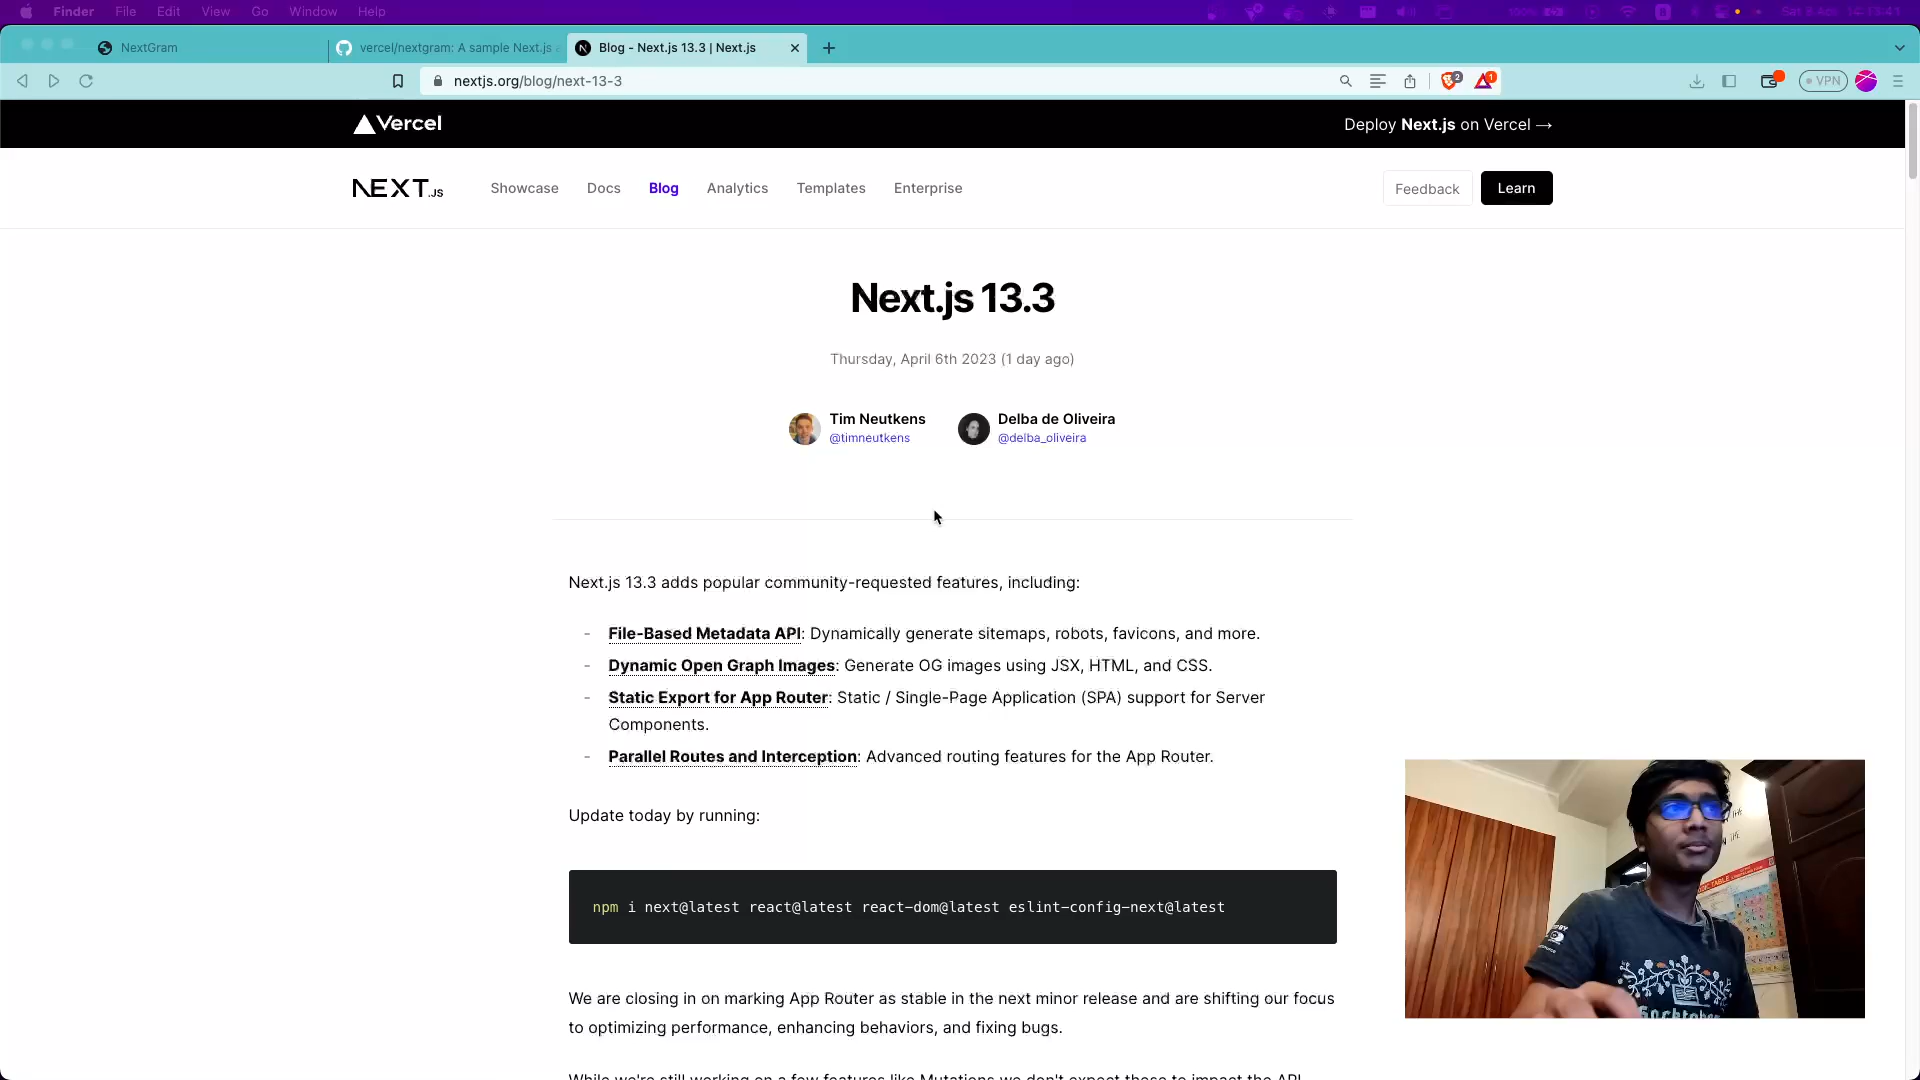 Finder File Edit View Go Window Help
NextGram
vercel/nextgram: A sample Next.js
Blog - Next.js 13.3 | Next.js
nextjs.org/blog/next-13-3
2
1
VPN
Vercel
Deploy Next.js on Vercel →
NEXT.JS
Showcase Docs Blog Analytics Templates Enterprise
Feedback
Learn
Next.js 13.3
Thursday, April 6th 2023 (1 day ago)
Tim Neutkens
@timneutkens
Delba de Oliveira
@delba_oliveira
Next.js 13.3 adds popular community-requested features, including:
- File-Based Metadata API: Dynamically generate sitemaps, robots, favicons, and more.
- Dynamic Open Graph Images: Generate OG images using JSX, HTML, and CSS.
- Static Export for App Router: Static / Single-Page Application (SPA) support for Server
Components.
- Parallel Routes and Interception: Advanced routing features for the App Router.
Update today by running:
npm i next@latest react@latest react-dom@latest eslint-config-next@latest
We are closing in on marking App Router as stable in the next minor release and are shifting our focus
to optimizing performance, enhancing behaviors, and fixing bugs.
While we're still working on a few features like Mutations we don't expect these to impact the API